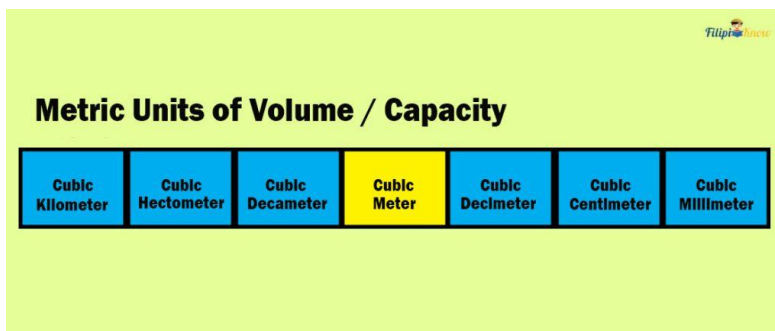 Filipiknow
Metric Units of Volume / Capacity
Cubic Kilometer
Cubic Hectometer
Cubic Decameter
Cubic Meter
Cubic Decimeter
Cubic Centimeter
Cubic Millimeter